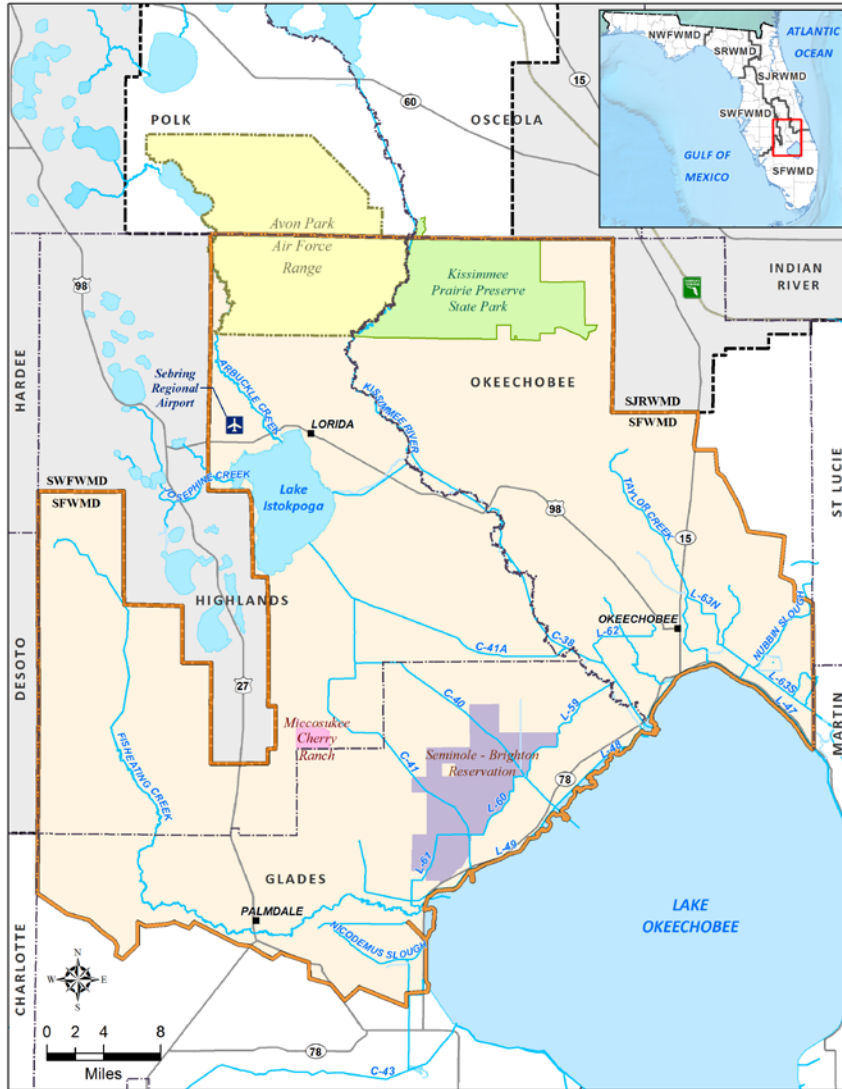 NWFWMD
SRWMD
SJRWMD
SWFWMD
SFWMD
ATLANTIC
OCEAN
GULF OF
MEXICO
15
60
POLK
OSCEOLA
Avon Park
Air Force
Range
Kissimmee
Prairie Preserve
State Park
INDIAN
RIVER
98
HARDEE
Sebring
Regional
Airport
ARBUCKLE CREEK
KISSIMMEE RIVER
OKEECHOBEE
SJRWMD
SFWMD
LORIDA
ST LUCIE
SWFWMD
SFWMD
JOSEPHINE CREEK
Lake
Istokpoga
98
TAYLOR CREEK
15
HIGHLANDS
OKEECHOBEE
L-63N
NUBBIN SLOUGH
L-62
C-38
C-41A
L-63S
L-47
DESOTO
27
MARTIN
Miccosukee
Cherry
Ranch
C-40
L-59
C-41
Seminole - Brighton
Reservation
78
L-48
FISHEATING CREEK
L-60
L-49
L-61
GLADES
PALMDALE
NICODEMUS SLOUGH
LAKE
OKEECHOBEE
CHARLOTTE
N
W
E
S
0 2 4 8
Miles
78
C-43